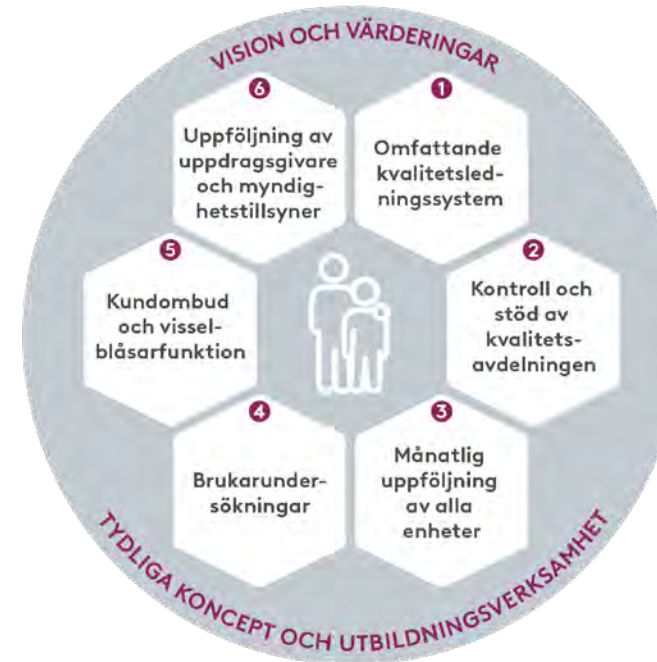 VISION OCH VÄRDERINGAR
1
Omfattande
kvalitetsled-
ningssystem
2
Kontroll och
stöd av
kvalitets-
avdelningen
3
Månatlig
uppföljning
av alla
enheter
4
Brukarunder-
sökningar
5
Kundombud
och vissel-
blåsarfunktion
6
Uppföljning av
uppdragsgivare
och myndig-
hetstillsyner
TYDLIGA KONCEPT OCH UTBILDNINGSVERKSAMHET